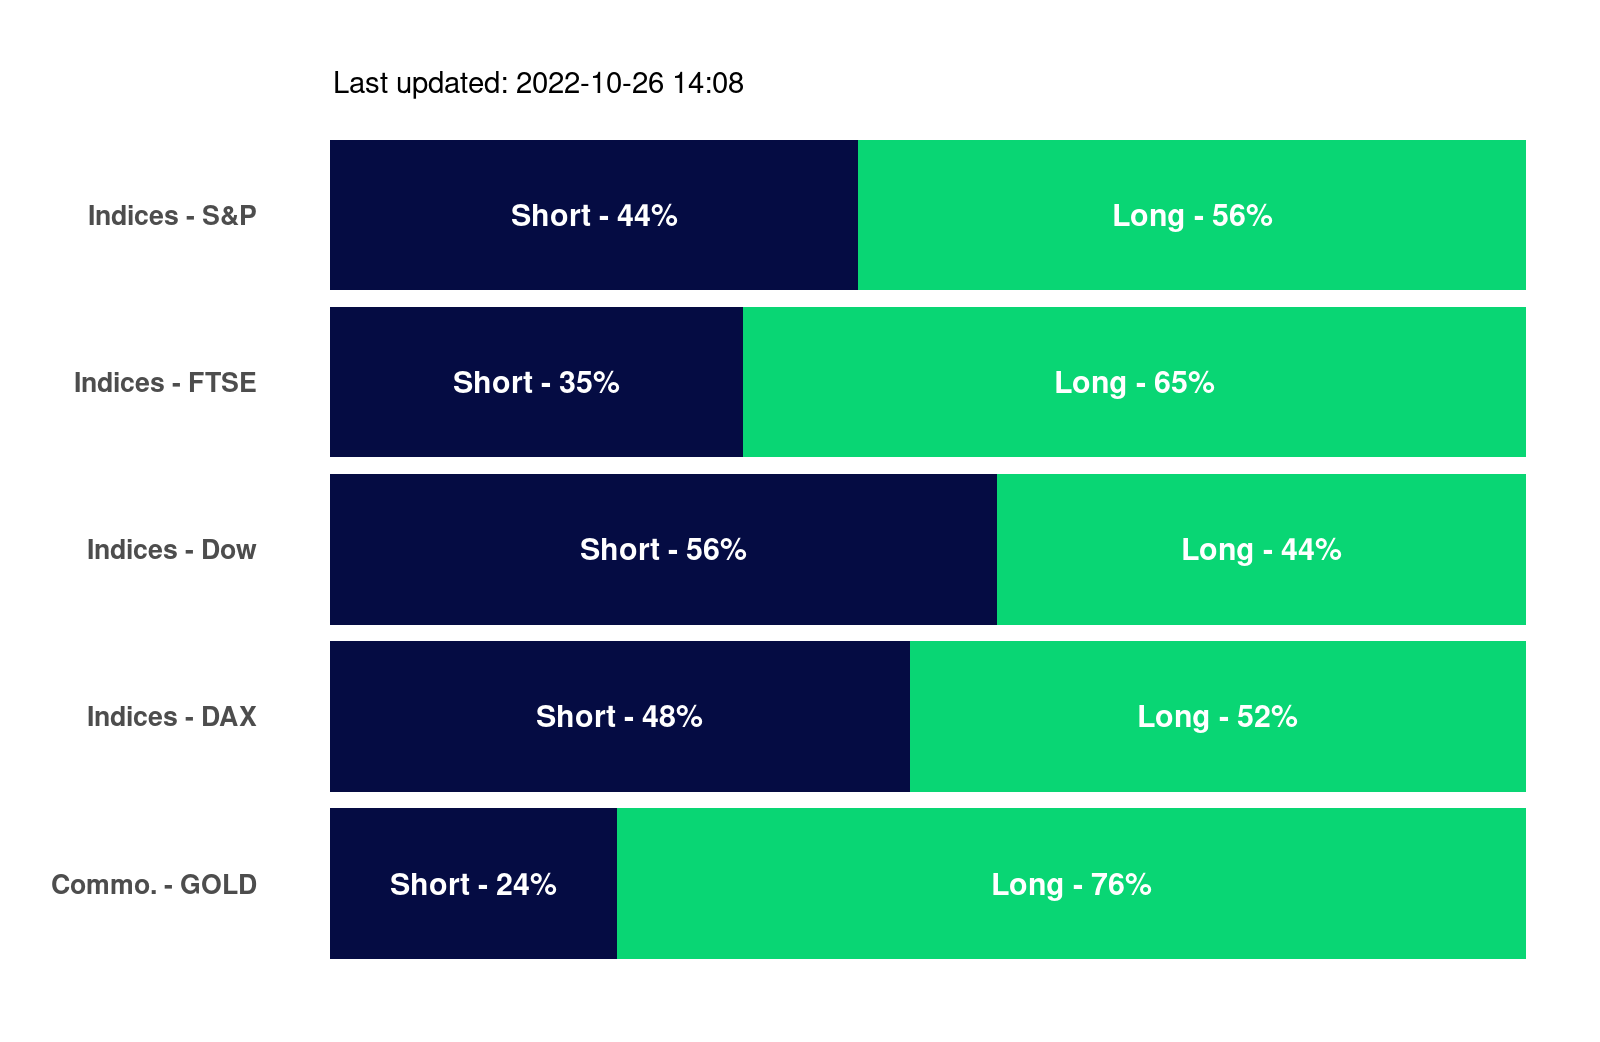 Last updated: 2022-10-26 14:08
Indices - S&P Short - 44% Long - 56%
Indices - FTSE Short - 35% Long - 65%
Indices - Dow Short - 56% Long - 44%
Indices - DAX Short - 48% Long - 52%
Commo. - GOLD Short - 24% Long - 76%